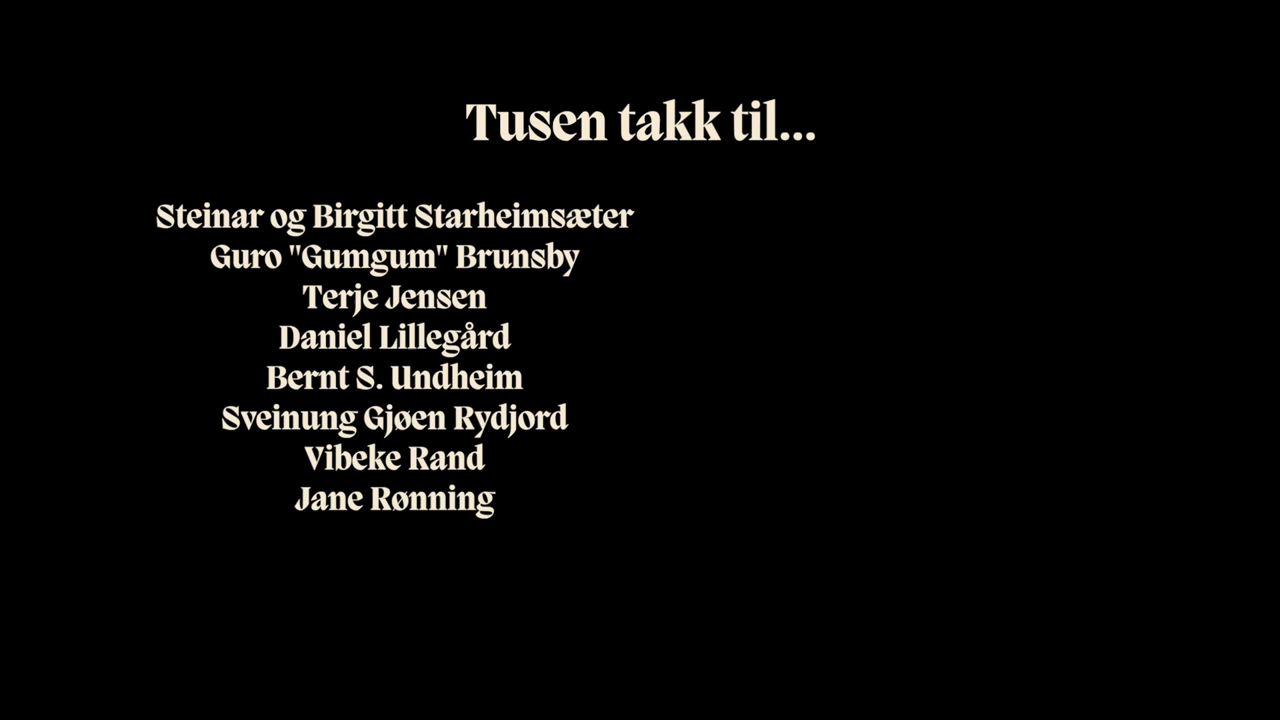 Tusen takk til...
Steinar og Birgitt Starheimsæter
Guro "Gumgum" Brunsby
Terje Jensen
Daniel Lillegård
Bernt S. Undheim
Sveinung Gjøen Rydjord
Vibeke Rand
Jane Rønning